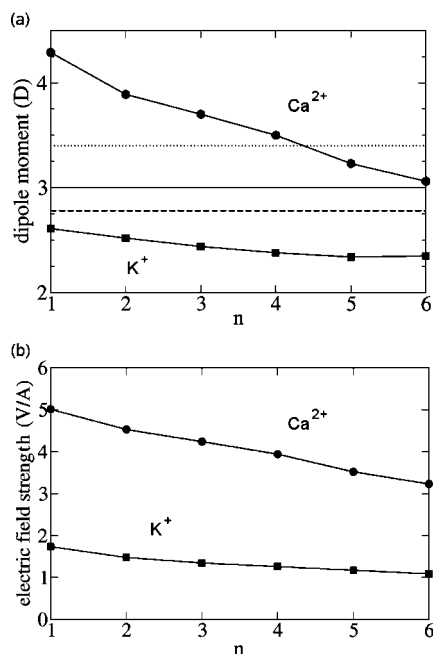 (a)
4
3
2
dipole moment (D)
Ca2+
K+
1 2 3 4 5 6
n
(b)
6
5
4
3
2
1
0
electric field strength (V/A)
Ca2+
K+
1 2 3 4 5 6
n